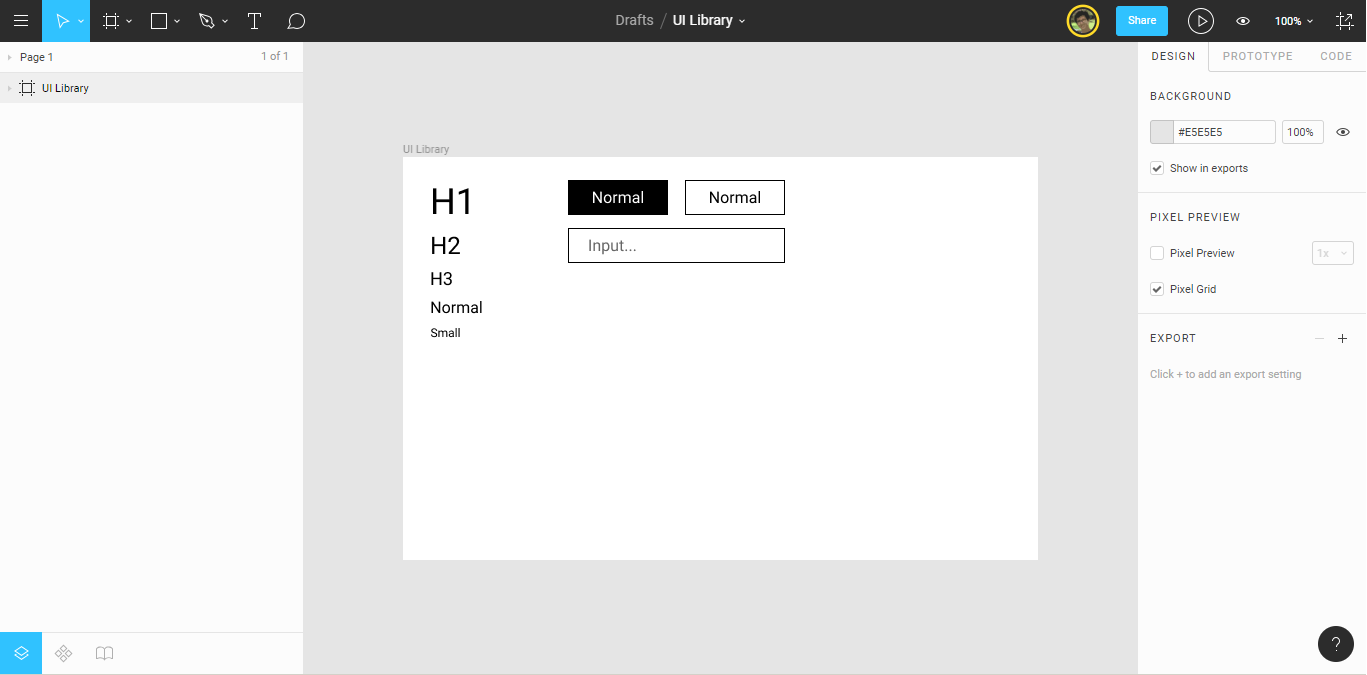 Drafts / UI Library
Share
100%
Page 1
1 of 1
UI Library
UI Library
H1
H2
H3
Normal
Small
Normal
Normal
Input...
DESIGN
PROTOTYPE
CODE
BACKGROUND
#E5E5E5
100%
Show in exports
PIXEL PREVIEW
Pixel Preview
1x
Pixel Grid
EXPORT
Click + to add an export setting
?